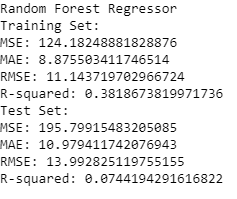 Random Forest Regressor
Training Set:
MSE: 124.18248881828876
MAE: 8.875503411746514
RMSE: 11.143719702966724
R-squared: 0.3818673819971736
Test Set:
MSE: 195.79915483205085
MAE: 10.979411742076943
RMSE: 13.992825119755155
R-squared: 0.0744194291616822